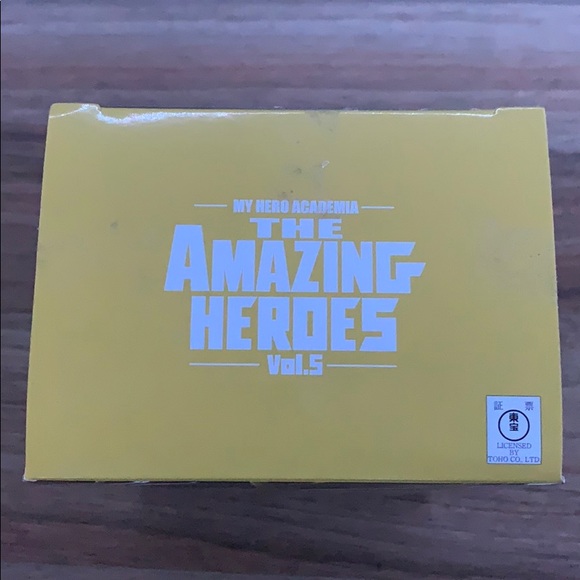 MY HERO ACADEMIA
THE
AMAZING
HEROES
Vol.5
証 票
東宝
LICENSED
BY
TOHO CO., LTD.